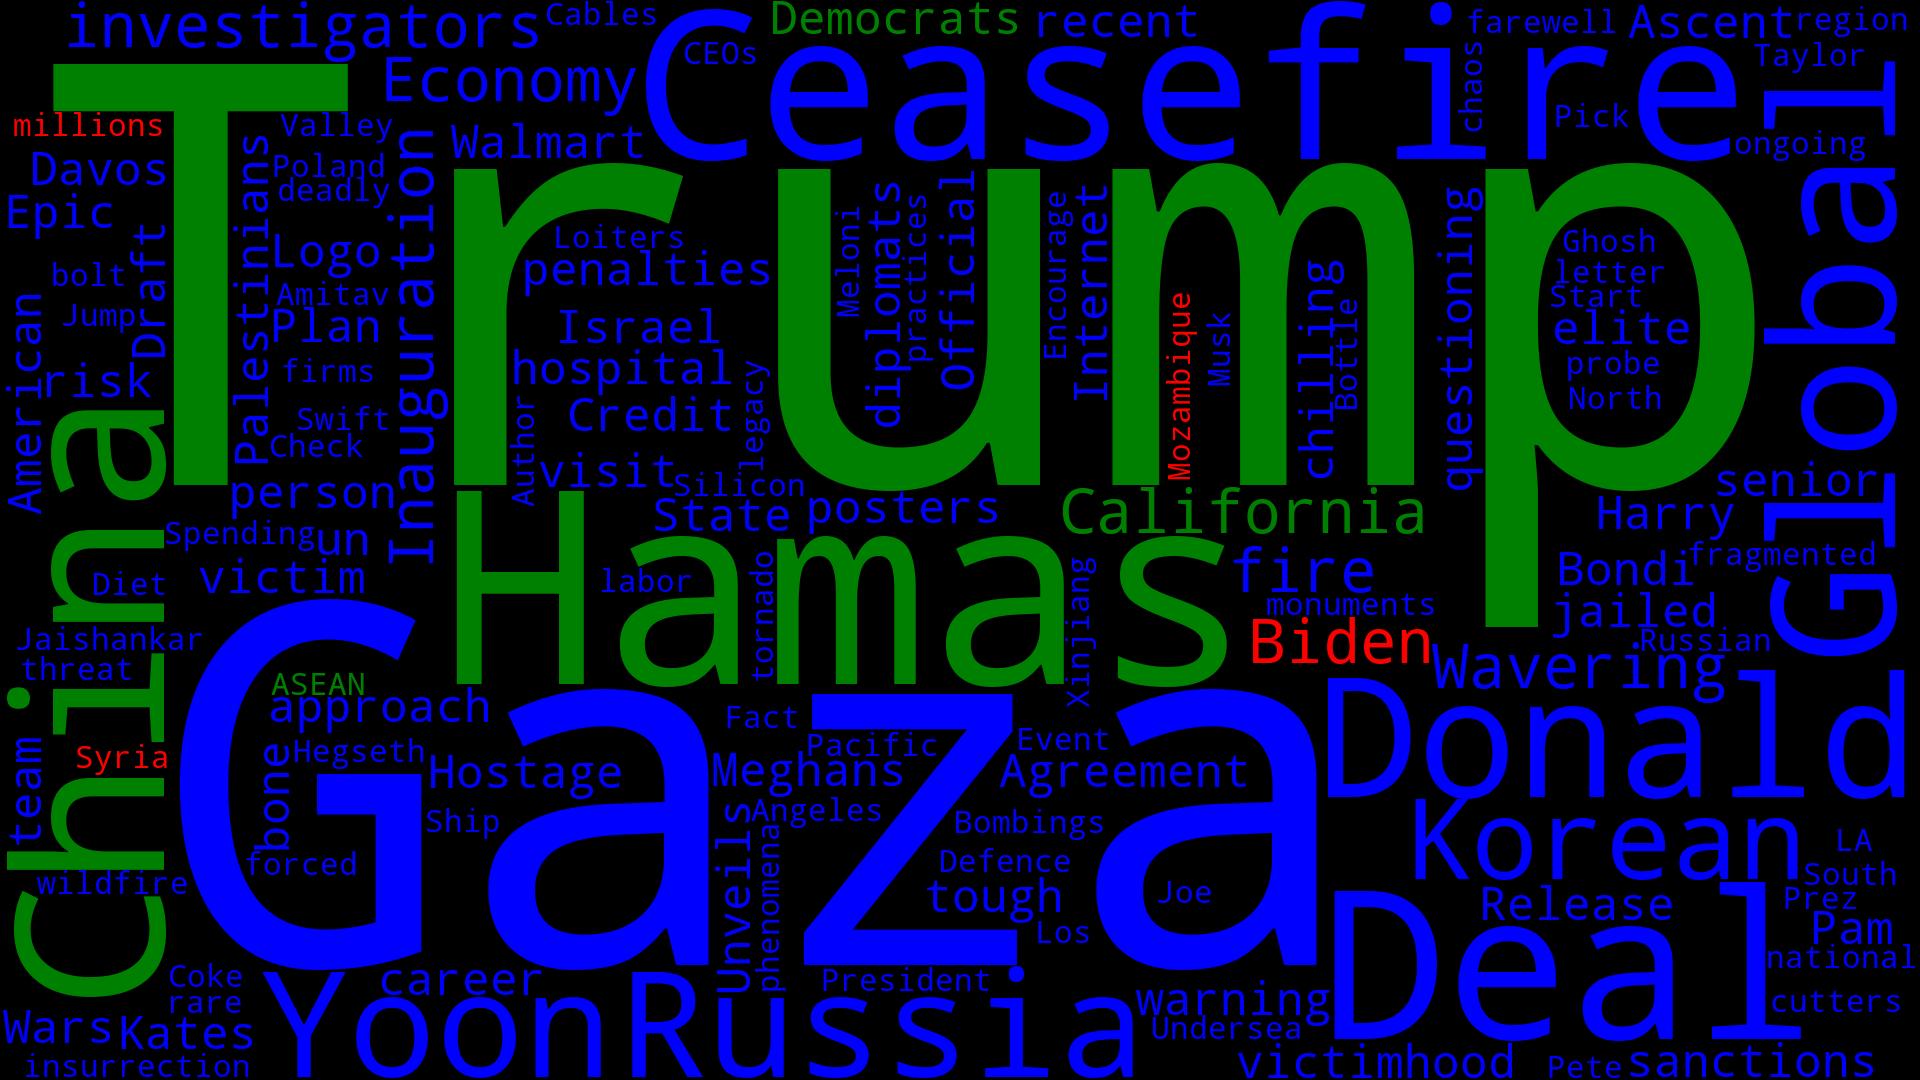 investigators
Cables
Democrats
recent
farewell
Ascent
region
CEOs
Ceasefire
Taylor
Economy
chaos
Trump
millions
Valley
Walmart
Pick
ongoing
Global
Davos
Poland
deadly
Palestinians
Inauguration
Epic
Draft
Logo
Loiters
penalties
Meloni
diplomats
practices
Official
Encourage
Internet
Mozambique
Musk
chilling
Bottle
questioning
Ghosh
letter
Start
elite
probe
North
bolt
Jump
Amitav
Plan
Israel
American
risk
firms
hospital
legacy
Swift
Check
Credit
Author
China
person
visit
Silicon
State
posters
California
senior
Harry
Spending
un
Hamas
fire
Bondi
fragmented
Diet
victim
labor
tornado
Xinjiang
monuments
jailed
Jaishankar
threat
Biden
Wavering
Russian
ASEAN
approach
Gaza
Donald
team
Syria
bone
Hegseth
Hostage
Fact
Pacific
Meghans
Event
Agreement
Ship
Unveils
Angeles
phenomena
Bombings
Korean
LA
forced
wildfire
Defence
tough
Joe
South
Prez
Release
Deal
Los
Pam
national
Coke
rare
career
President
warning
cutters
Wars
Kates
Yoon
Russia
Undersea
insurrection
victimhood
Pete
sanctions